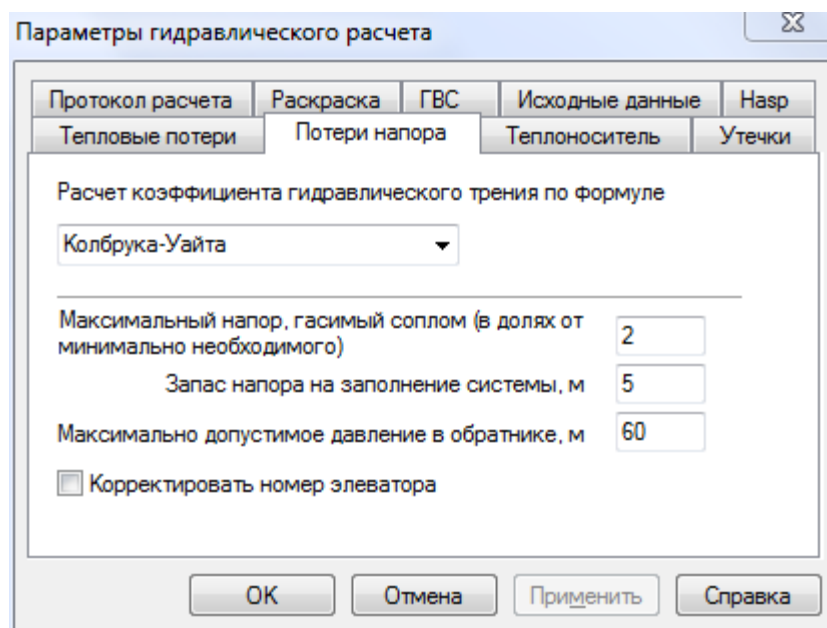 Параметры гидравлического расчета
Протокол расчета
Раскраска
ГВС
Исходные данные
Hasp
Тепловые потери
Потери напора
Теплоноситель
Утечки
Расчет коэффициента гидравлического трения по формуле
Колбрука-Уайта
Максимальный напор, гасимый соплом (в долях от
минимально необходимого)
2
Запас напора на заполнение системы, м
5
Максимально допустимое давление в обратнике, м
60
Корректировать номер элеватора
OK
Отмена
Применить
Справка